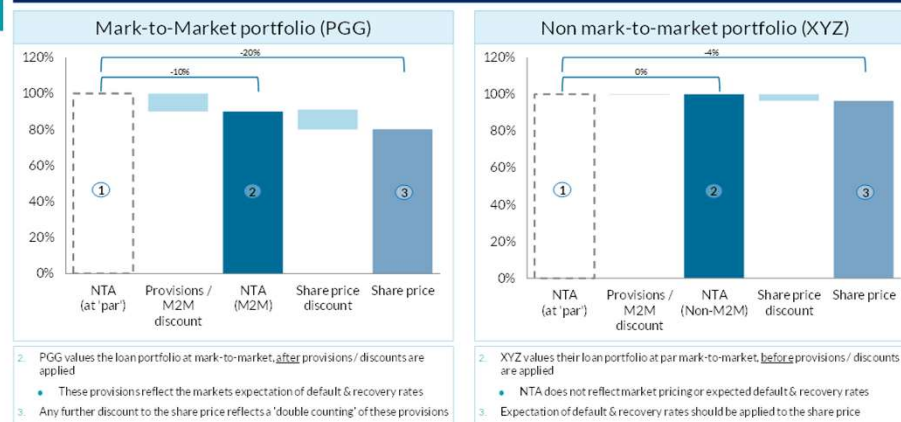 Mark-to-Market portfolio (PGG)
120%
100%
80%
60%
40%
20%
0%
-20%
-10%
1
2
3
NTA (at 'par')
Provisions / M2M discount
NTA (M2M)
Share price discount
Share price
2. PGG values the loan portfolio at mark-to-market, after provisions / discounts are
applied
• These provisions reflect the markets expectation of default & recovery rates
3. Any further discount to the share price reflects a 'double counting' of these provisions
Non mark-to-market portfolio (XYZ)
120%
100%
80%
60%
40%
20%
0%
-4%
0%
1
2
3
NTA (at 'par')
Provisions / M2M discount
NTA (Non-M2M)
Share price discount
Share price
2. XYZ values their loan portfolio at par mark-to-market, before provisions / discounts
are applied
• NTA does not reflect market pricing or expected default & recovery rates
3. Expectation of default & recovery rates should be applied to the share price